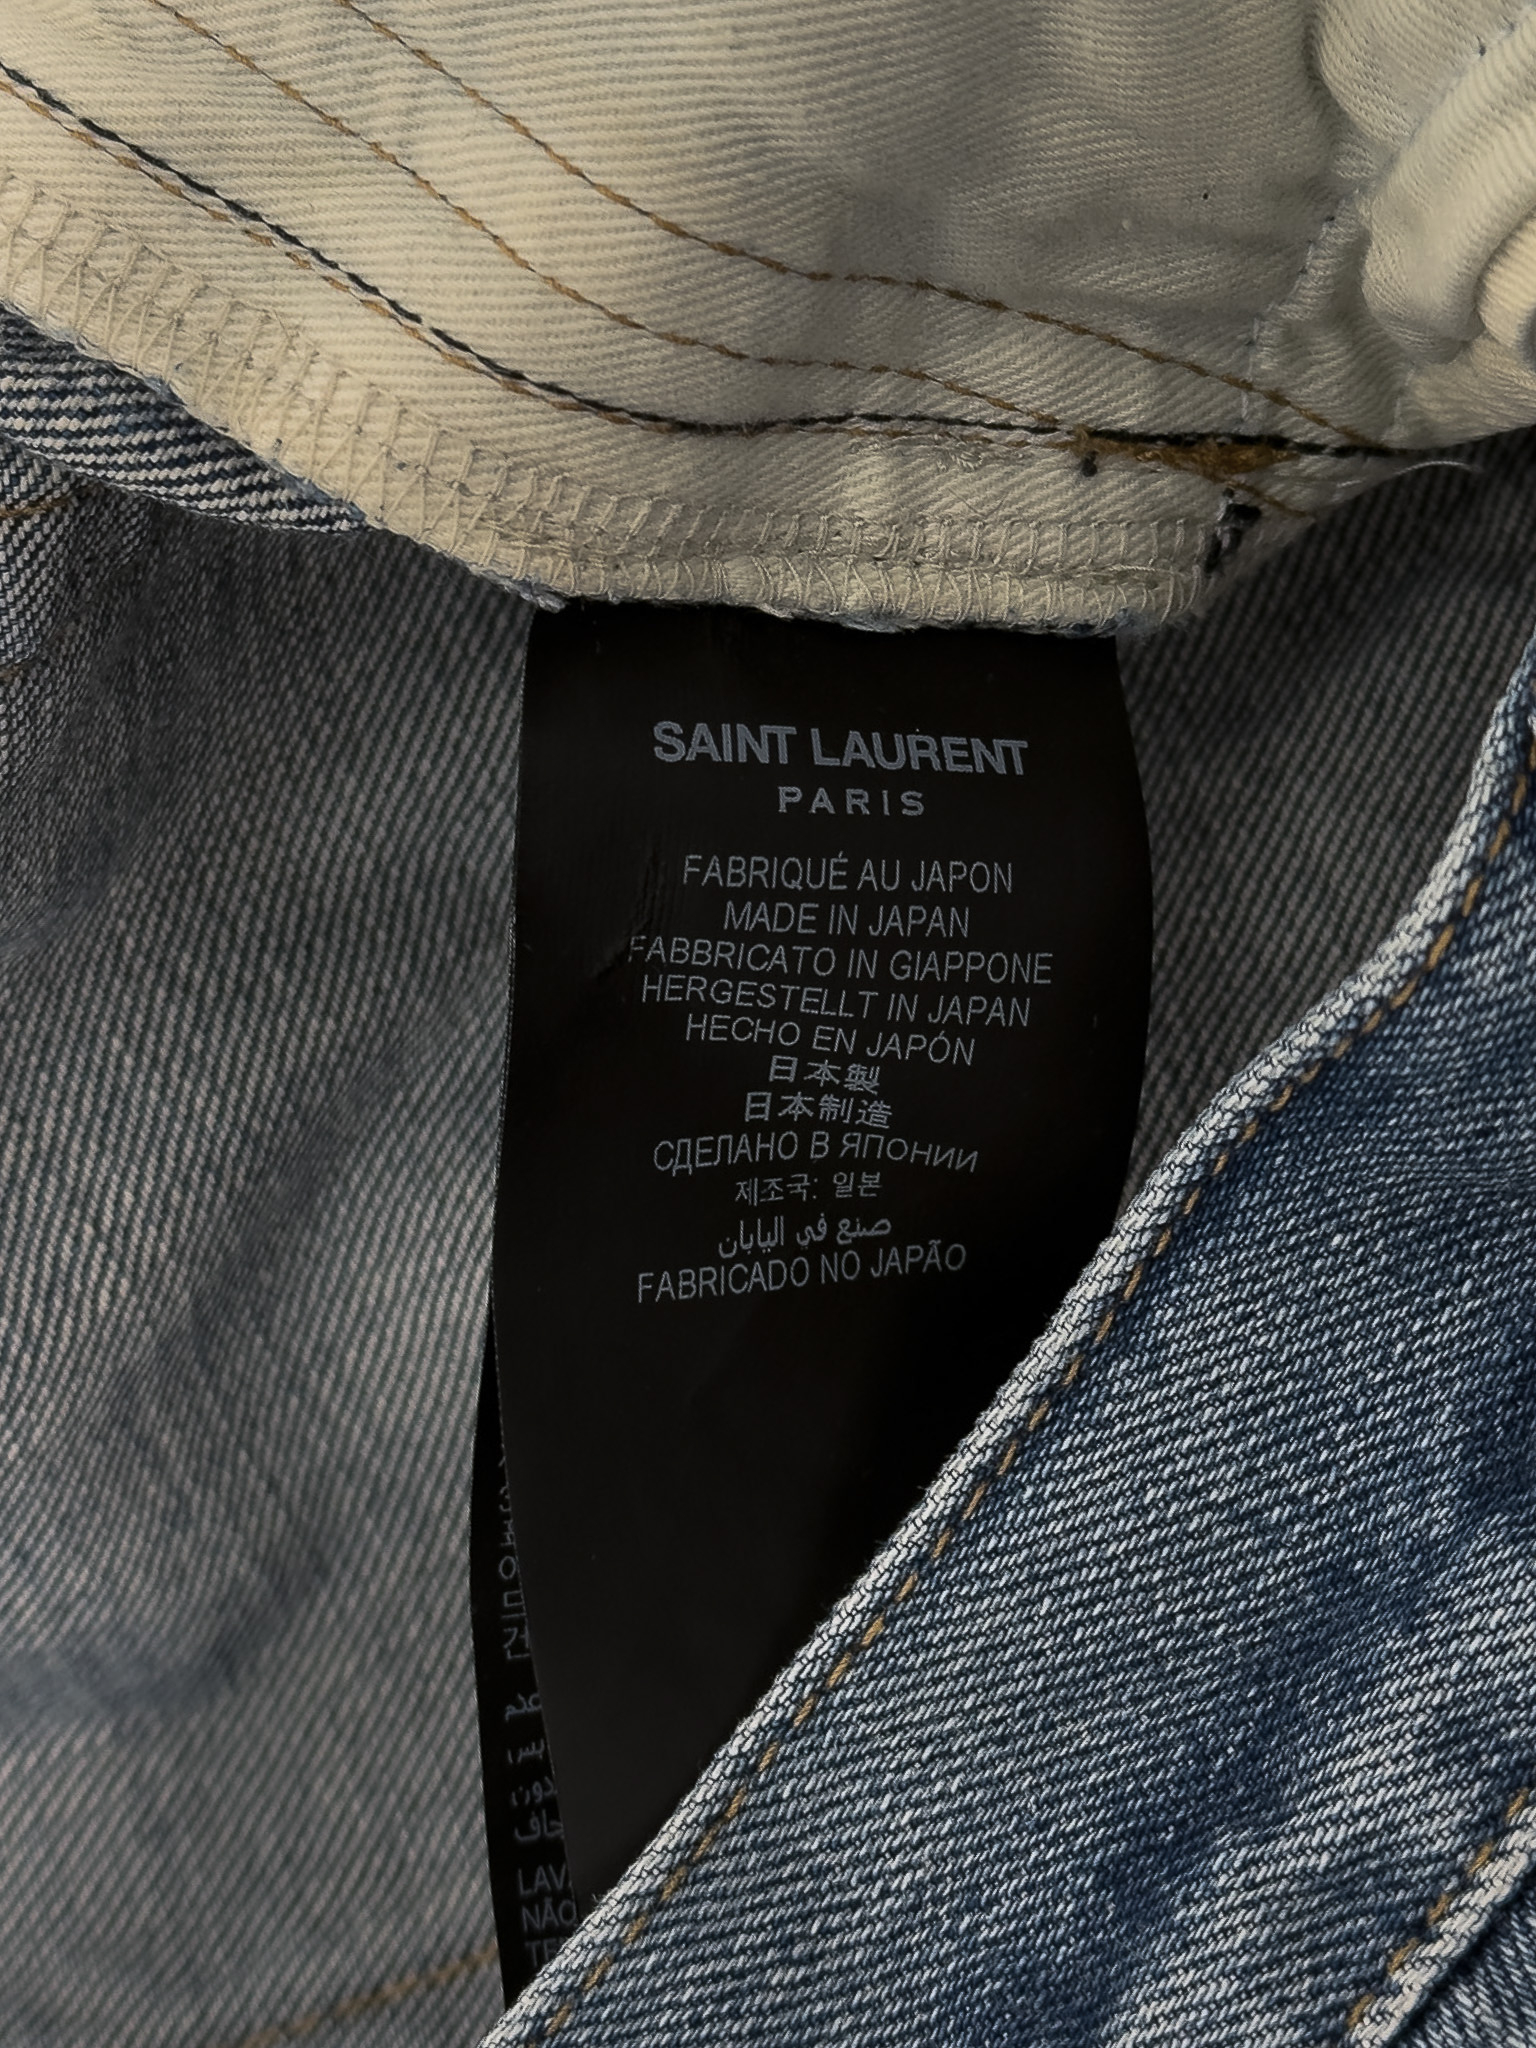 SAINT LAURENT
PARIS
FABRIQUÉ AU JAPON
MADE IN JAPAN
FABBRICATO IN GIAPPONE
HERGESTELLT IN JAPAN
HECHO EN JAPÓN
日本製
日本制造
СДЕЛАНО В ЯПОНИИ
제조국: 일본
صنع في اليابان
FABRICADO NO JAPÃO
NÃO